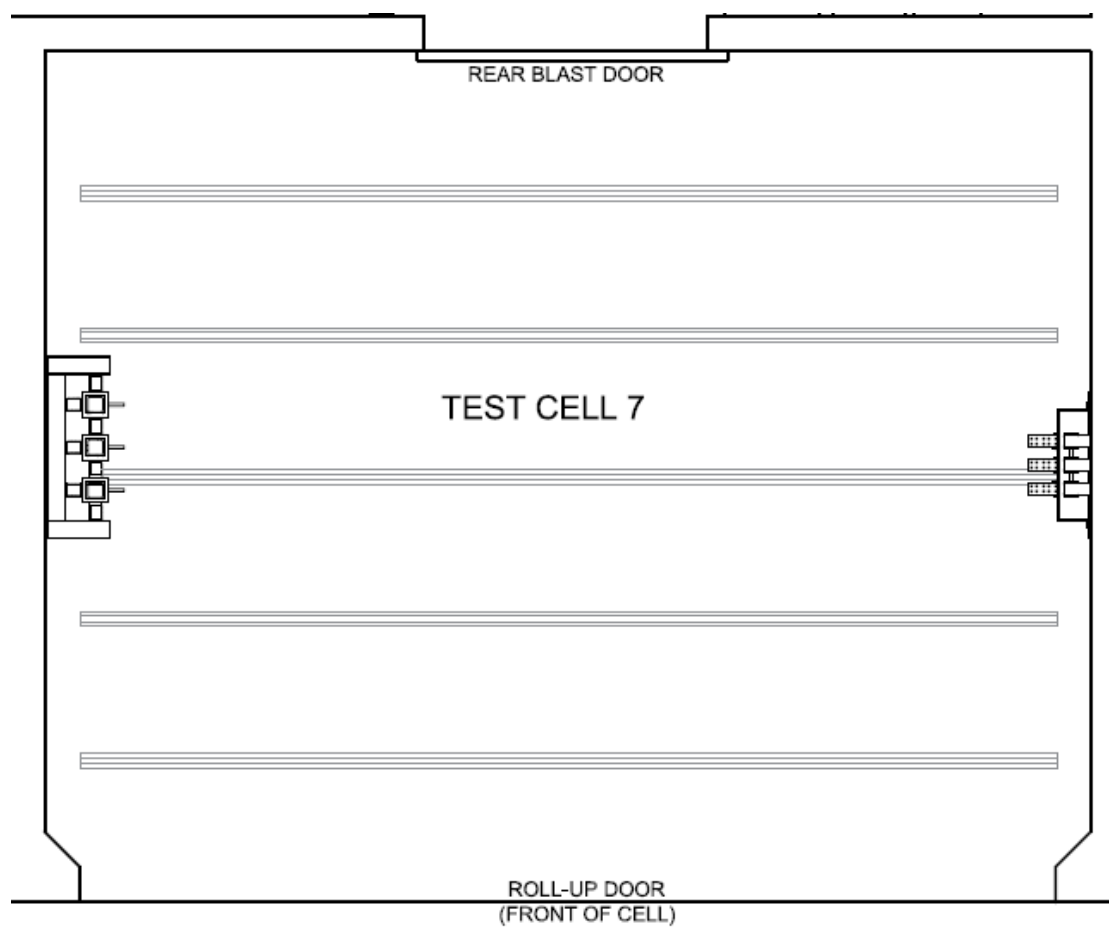 REAR BLAST DOOR
TEST CELL 7
ROLL-UP DOOR
(FRONT OF CELL)